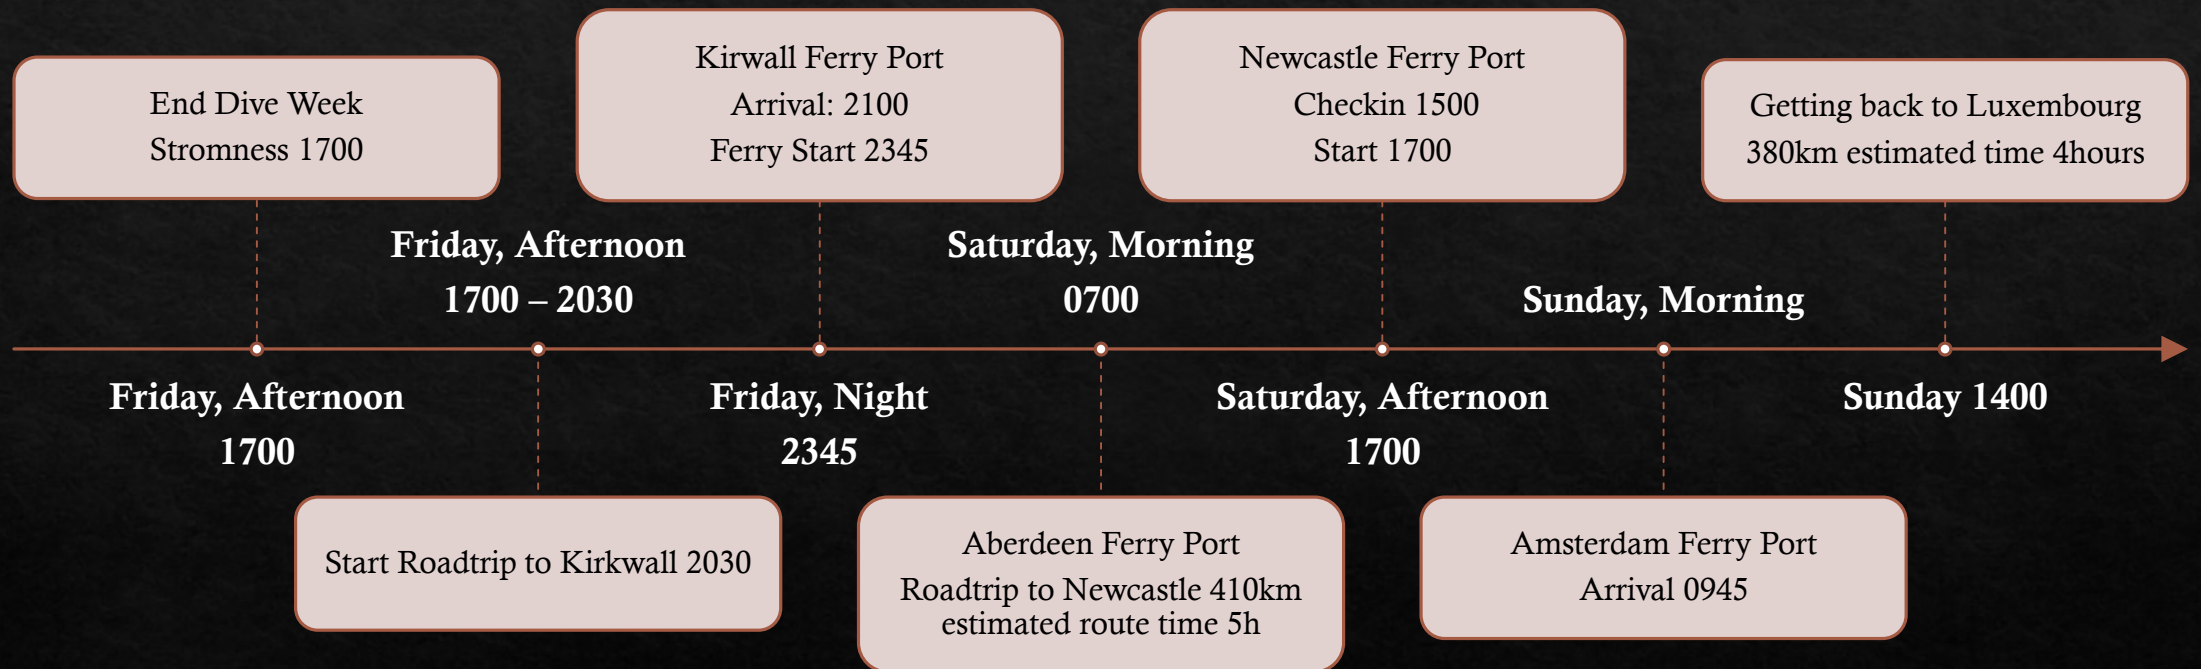 End Dive Week
Stromness 1700
Friday, Afternoon
1700
Friday, Afternoon
1700 – 2030
Start Roadtrip to Kirkwall 2030
Kirwall Ferry Port
Arrival: 2100
Ferry Start 2345
Friday, Night
2345
Saturday, Morning
0700
Aberdeen Ferry Port
Roadtrip to Newcastle 410km
estimated route time 5h
Newcastle Ferry Port
Checkin 1500
Start 1700
Saturday, Afternoon
1700
Sunday, Morning
Amsterdam Ferry Port
Arrival 0945
Getting back to Luxembourg
380km estimated time 4hours
Sunday 1400